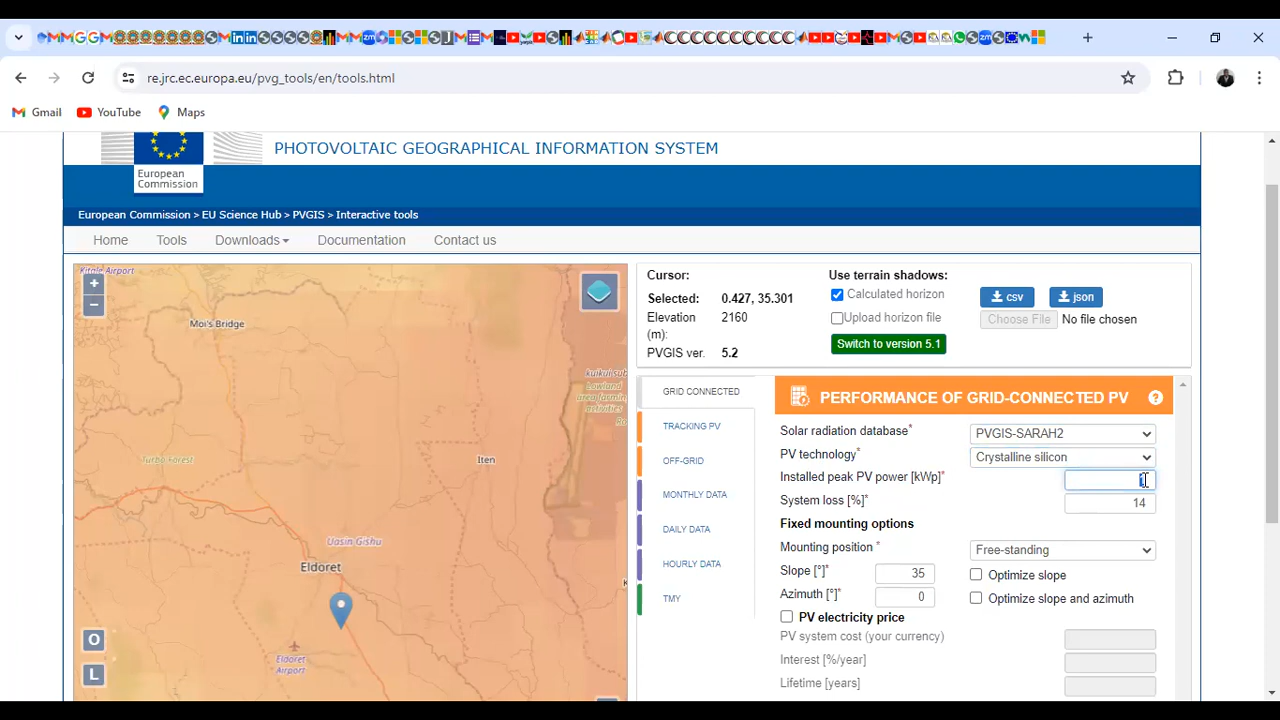 re.jrc.ec.europa.eu/pvg_tools/en/tools.html
Gmail YouTube Maps
European
Commission
PHOTOVOLTAIC GEOGRAPHICAL INFORMATION SYSTEM
European Commission > EU Science Hub > PVGIS > Interactive tools
Home Tools Downloads Documentation Contact us
Kitale Airport
+
−
Moi's Bridge
Turbo Forest
Iten
Uasin Gishu
Eldoret
Eldoret
Airport
kuikuisub
Lowland
area farming
activities
O
L
Cursor:
Selected: 0.427, 35.301
Elevation 2160
(m):
PVGIS ver. 5.2
Use terrain shadows:
Calculated horizon
Upload horizon file
Switch to version 5.1
csv json
Choose File No file chosen
GRID CONNECTED
TRACKING PV
OFF-GRID
MONTHLY DATA
DAILY DATA
HOURLY DATA
TMY
PERFORMANCE OF GRID-CONNECTED PV ?
Solar radiation database* PVGIS-SARAH2
PV technology* Crystalline silicon
Installed peak PV power [kWp]*
System loss [%]* 14
Fixed mounting options
Mounting position * Free-standing
Slope [°]* 35 Optimize slope
Azimuth [°]* 0 Optimize slope and azimuth
PV electricity price
PV system cost (your currency)
Interest [%/year]
Lifetime [years]